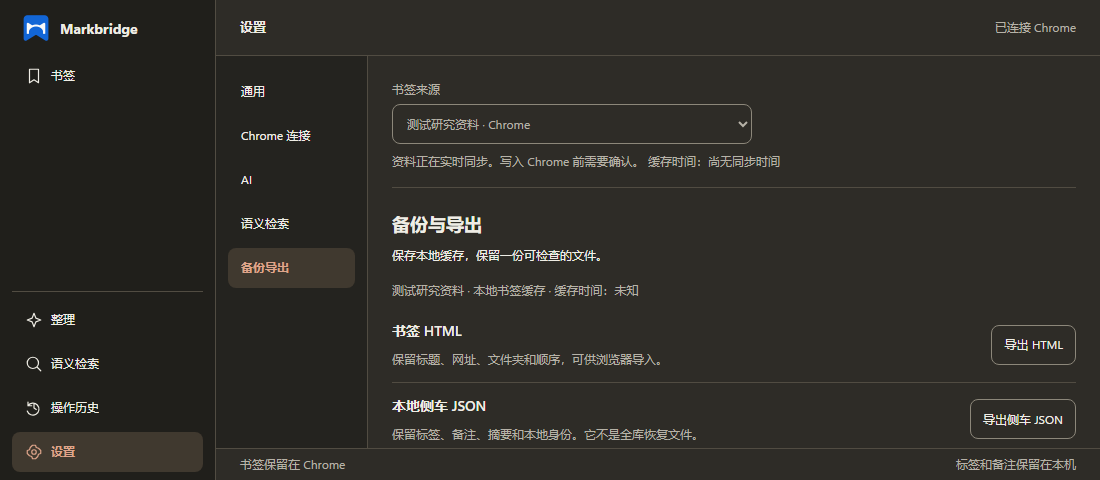 Markbridge
书签
整理
语义检索
操作历史
设置
设置
已连接 Chrome
通用
Chrome 连接
AI
语义检索
备份导出
书签来源
测试研究资料 · Chrome
资料正在实时同步。写入 Chrome 前需要确认。 缓存时间：尚无同步时间
备份与导出
保存本地缓存，保留一份可检查的文件。
测试研究资料 · 本地书签缓存 · 缓存时间：未知
书签 HTML
保留标题、网址、文件夹和顺序，可供浏览器导入。
导出 HTML
本地侧车 JSON
保留标签、备注、摘要和本地身份。它不是全库恢复文件。
导出侧车 JSON
书签保留在 Chrome
标签和备注保留在本机